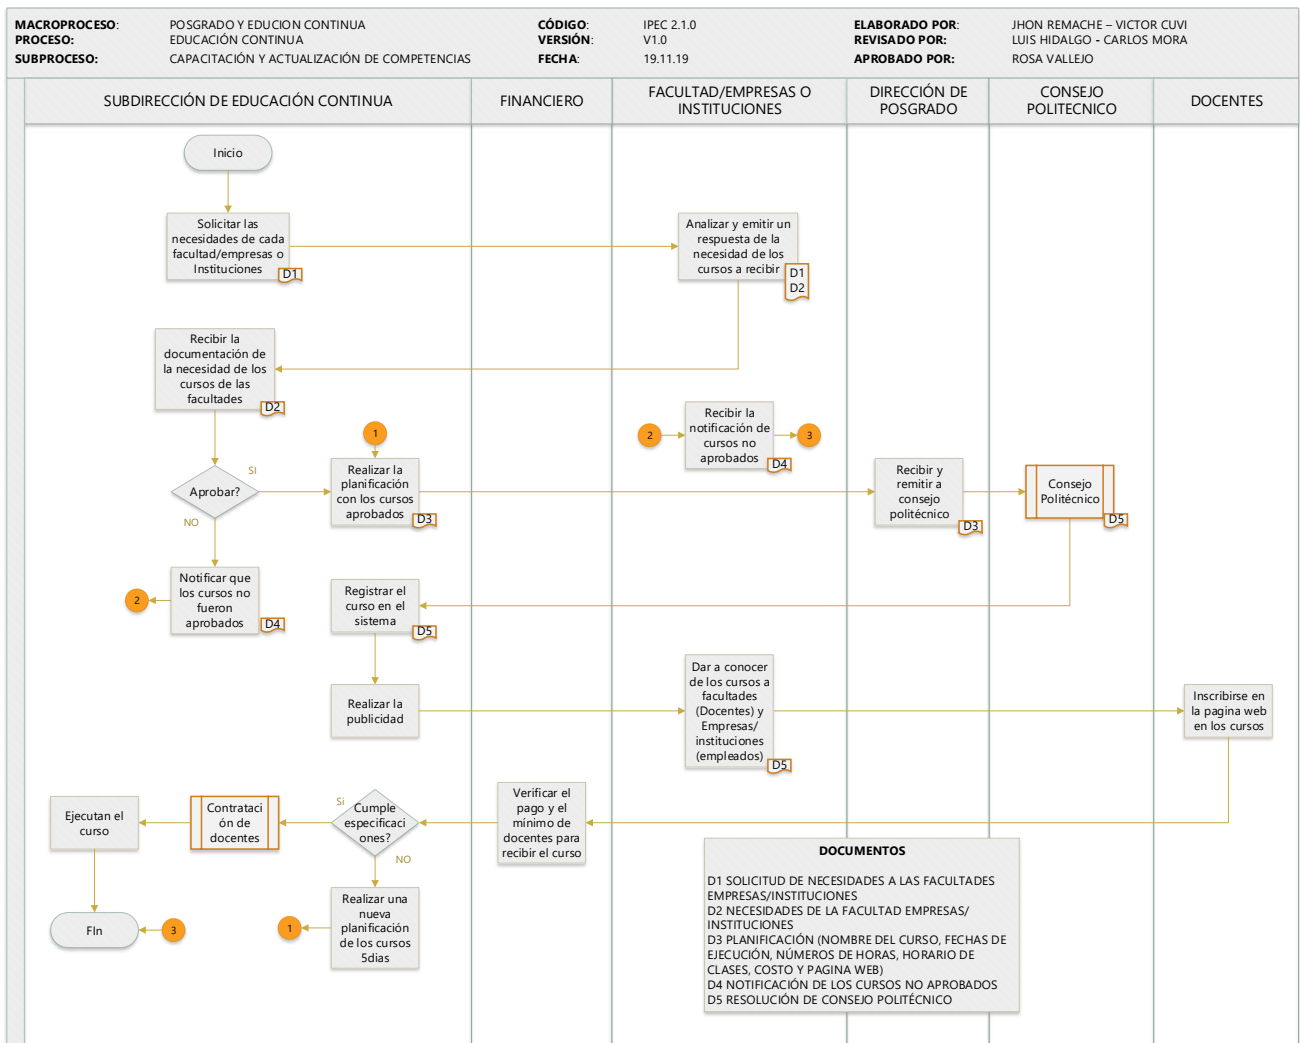 MACROPROCESO: POSGRADO Y EDUCION CONTINUA CÓDIGO: IPEC 2.1.0 ELABORADO POR: JHON REMACHE – VICTOR CUVI
PROCESO: EDUCACIÓN CONTINUA VERSIÓN: V1.0 REVISADO POR: LUIS HIDALGO - CARLOS MORA
SUBPROCESO: CAPACITACIÓN Y ACTUALIZACIÓN DE COMPETENCIAS FECHA: 19.11.19 APROBADO POR: ROSA VALLEJO
SUBDIRECCIÓN DE EDUCACIÓN CONTINUA
FINANCIERO
FACULTAD/EMPRESAS O
INSTITUCIONES
DIRECCIÓN DE
POSGRADO
CONSEJO
POLITECNICO
DOCENTES
Inicio
Solicitar las
necesidades de cada
facultad/empresas o
Instituciones
D1
Analizar y emitir un
respuesta de la
necesidad de los
cursos a recibir
D1
D2
Recibir la
documentación de
la necesidad de los
cursos de las
facultades
D2
Recibir la
notificación de
cursos no
aprobados
D4
2
3
1
Aprobar?
SI
NO
Realizar la
planificación
con los cursos
aprobados
D3
Recibir y
remitir a
consejo
politécnico
D3
Consejo
Politécnico
D5
Notificar que
los cursos no
fueron
aprobados
D4
2
Registrar el
curso en el
sistema
D5
Realizar la
publicidad
Dar a conocer
de los cursos a
facultades
(Docentes) y
Empresas/
instituciones
(empleados)
D5
Inscribirse en
la pagina web
en los cursos
Ejecutan el
curso
Contrataci
ón de
docentes
Si
Cumple
especificaci
ones?
NO
Verificar el
pago y el
mínimo de
docentes para
recibir el curso
Realizar una
nueva
planificación
de los cursos
5dias
1
FIn
3
DOCUMENTOS
D1 SOLICITUD DE NECESIDADES A LAS FACULTADES
EMPRESAS/INSTITUCIONES
D2 NECESIDADES DE LA FACULTAD EMPRESAS/
INSTITUCIONES
D3 PLANIFICACIÓN (NOMBRE DEL CURSO, FECHAS DE
EJECUCIÓN, NÚMEROS DE HORAS, HORARIO DE
CLASES, COSTO Y PAGINA WEB)
D4 NOTIFICACIÓN DE LOS CURSOS NO APROBADOS
D5 RESOLUCIÓN DE CONSEJO POLITÉCNICO